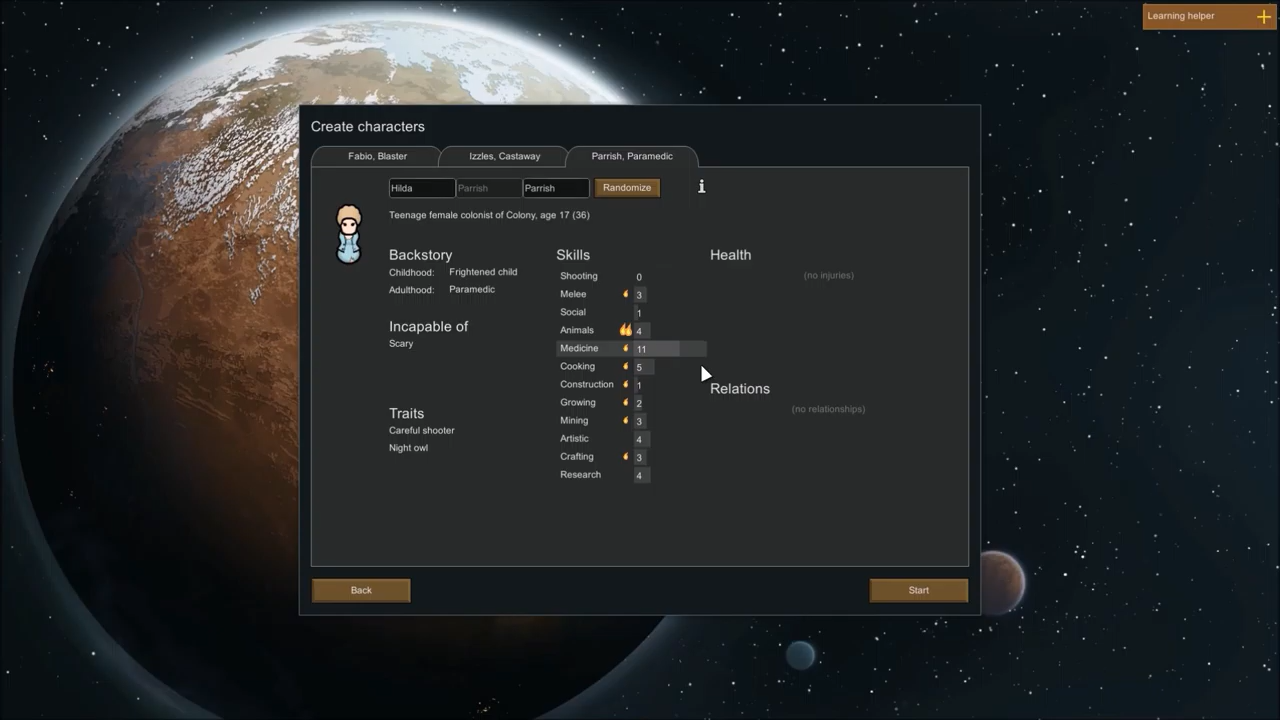 Learning helper
Create characters
Fabio, Blaster
Izzles, Castaway
Parrish, Paramedic
Hilda
Parrish
Parrish
Randomize
i
Teenage female colonist of Colony, age 17 (36)
Backstory
Childhood: Frightened child
Adulthood: Paramedic
Incapable of
Scary
Traits
Careful shooter
Night owl
Skills
Shooting 0
Melee 3
Social 1
Animals 4
Medicine 11
Cooking 5
Construction 1
Growing 2
Mining 3
Artistic 4
Crafting 3
Research 4
Health
(no injuries)
Relations
(no relationships)
Back
Start